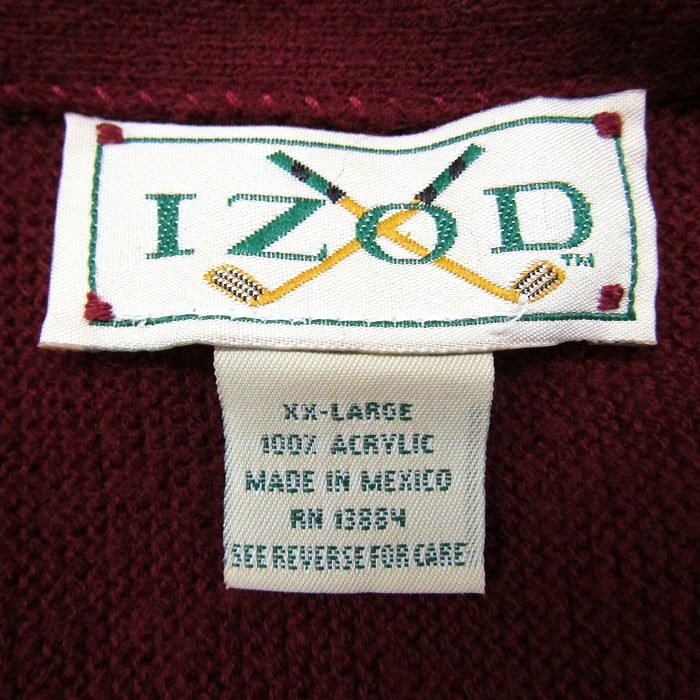 IZOD™
XX-LARGE
100% ACRYLIC
MADE IN MEXICO
RN 13884
SEE REVERSE FOR CARE